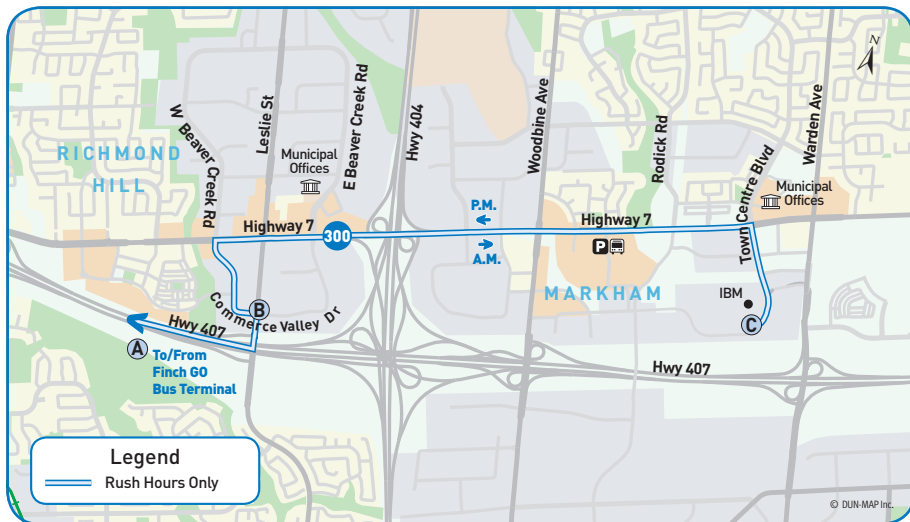 N
W Beaver Creek Rd
Leslie St
E Beaver Creek Rd
Hwy 404
Woodbine Ave
Rodick Rd
Town Centre Blvd
Warden Ave
RICHMOND
HILL
Municipal
Offices
Municipal
Offices
P.M.
A.M.
Highway 7
300
Highway 7
P
MARKHAM
IBM
Commerce Valley Dr
B
C
A
Hwy 407
To/From
Finch GO
Bus Terminal
Hwy 407
Legend
Rush Hours Only
© DUN-MAP Inc.